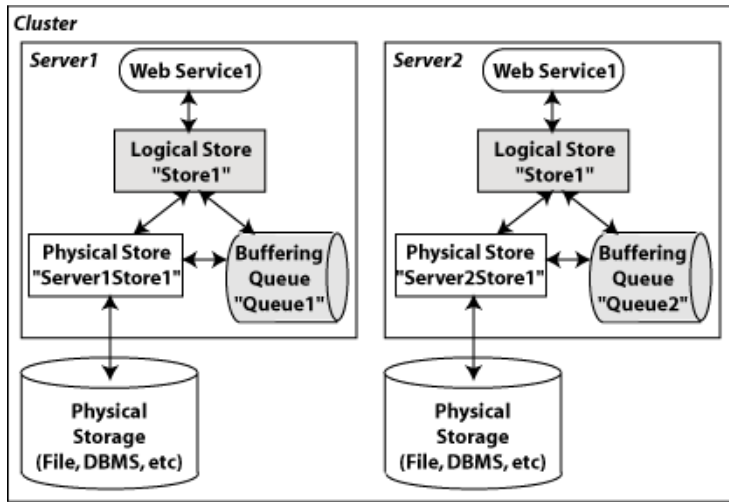 Cluster
Server1
Web Service1
Logical Store
"Store1"
Physical Store
"Server1Store1"
Buffering
Queue
"Queue1"
Physical
Storage
(File, DBMS, etc)
Server2
Web Service1
Logical Store
"Store1"
Physical Store
"Server2Store1"
Buffering
Queue
"Queue2"
Physical
Storage
(File, DBMS, etc)